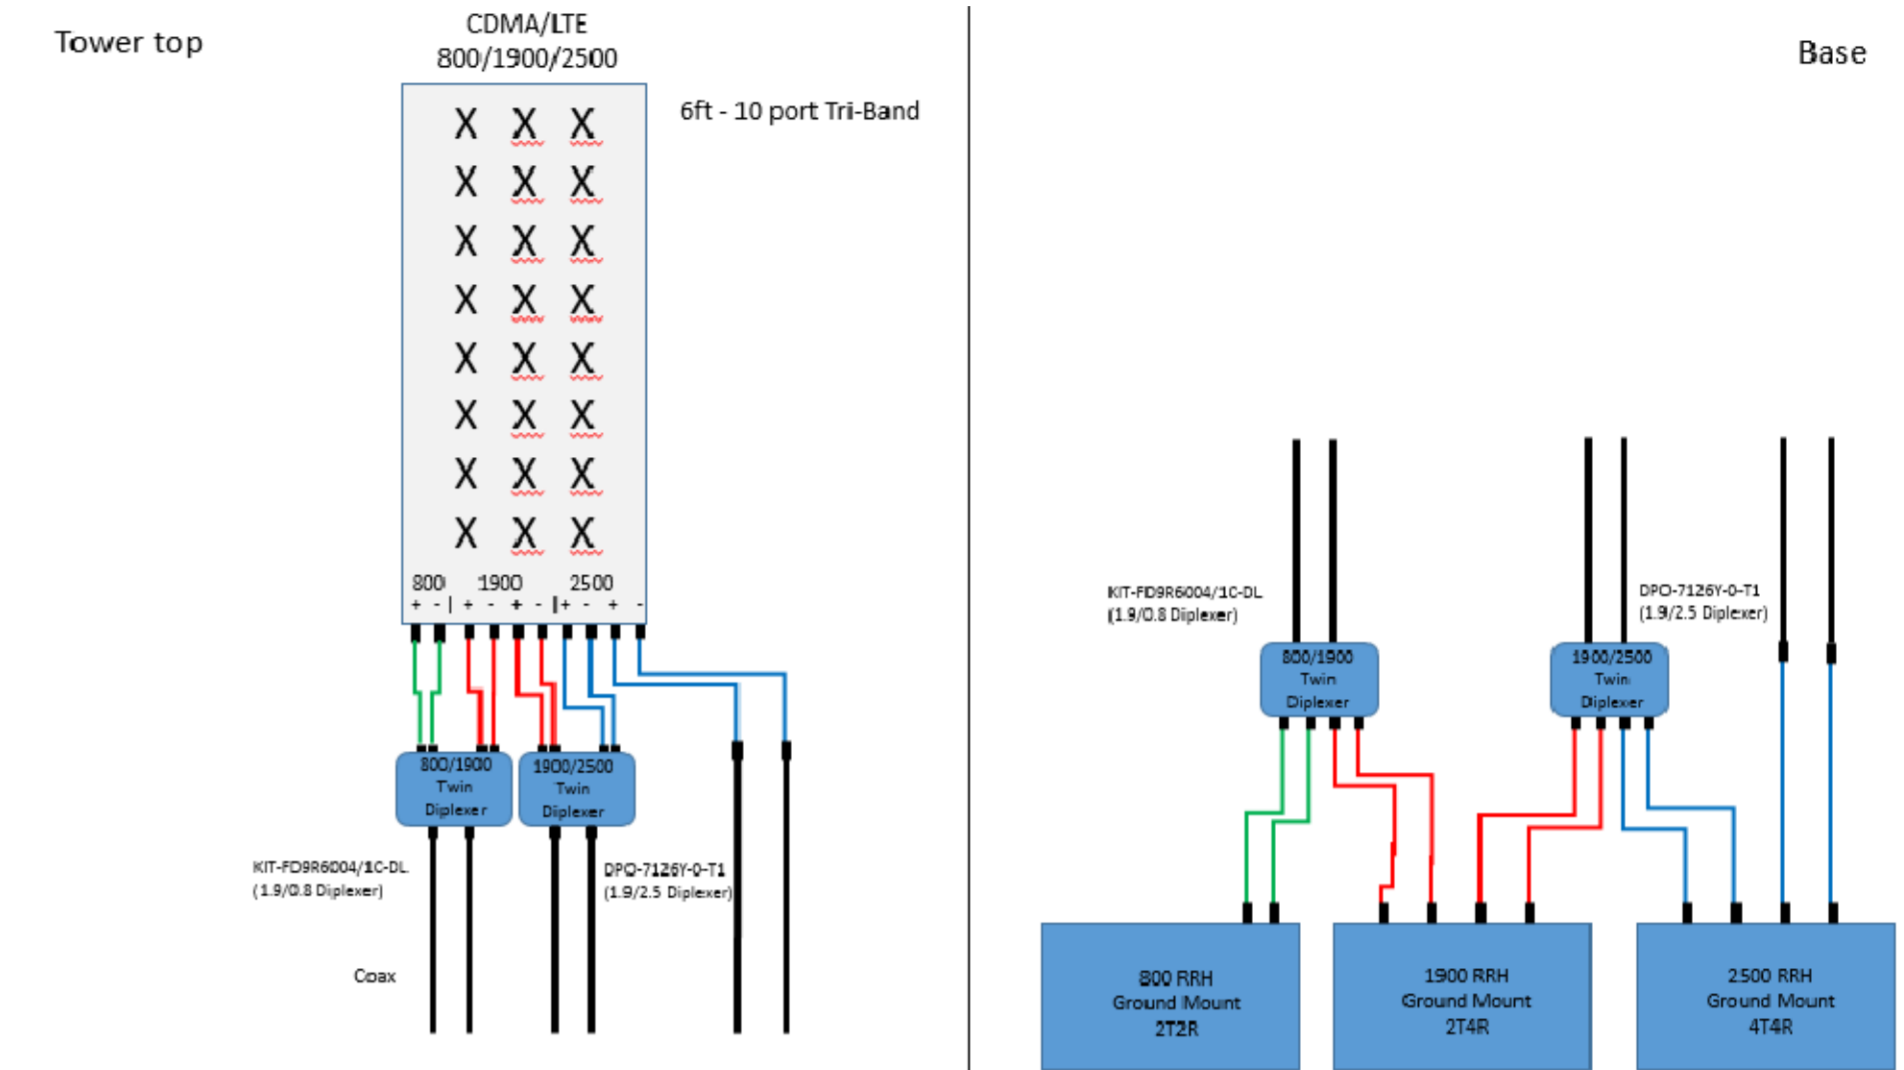 Tower top
CDMA/LTE
800/1900/2500
6ft - 10 port Tri-Band
X X X
X X X
X X X
X X X
X X X
X X X
X X X
X X X
800 1900 2500
+ - | + - + - | + - + -
800/1900
Twin
Diplexer
1900/2500
Twin
Diplexer
KIT-FD9R6004/1C-DL
(1.9/0.8 Diplexer)
DPO-7126Y-0-T1
(1.9/2.5 Diplexer)
Coax
Base
KIT-FD9R6004/1C-DL
(1.9/0.8 Diplexer)
DPO-7126Y-0-T1
(1.9/2.5 Diplexer)
800/1900
Twin
Diplexer
1900/2500
Twin
Diplexer
800 RRH
Ground Mount
2T2R
1900 RRH
Ground Mount
2T4R
2500 RRH
Ground Mount
4T4R